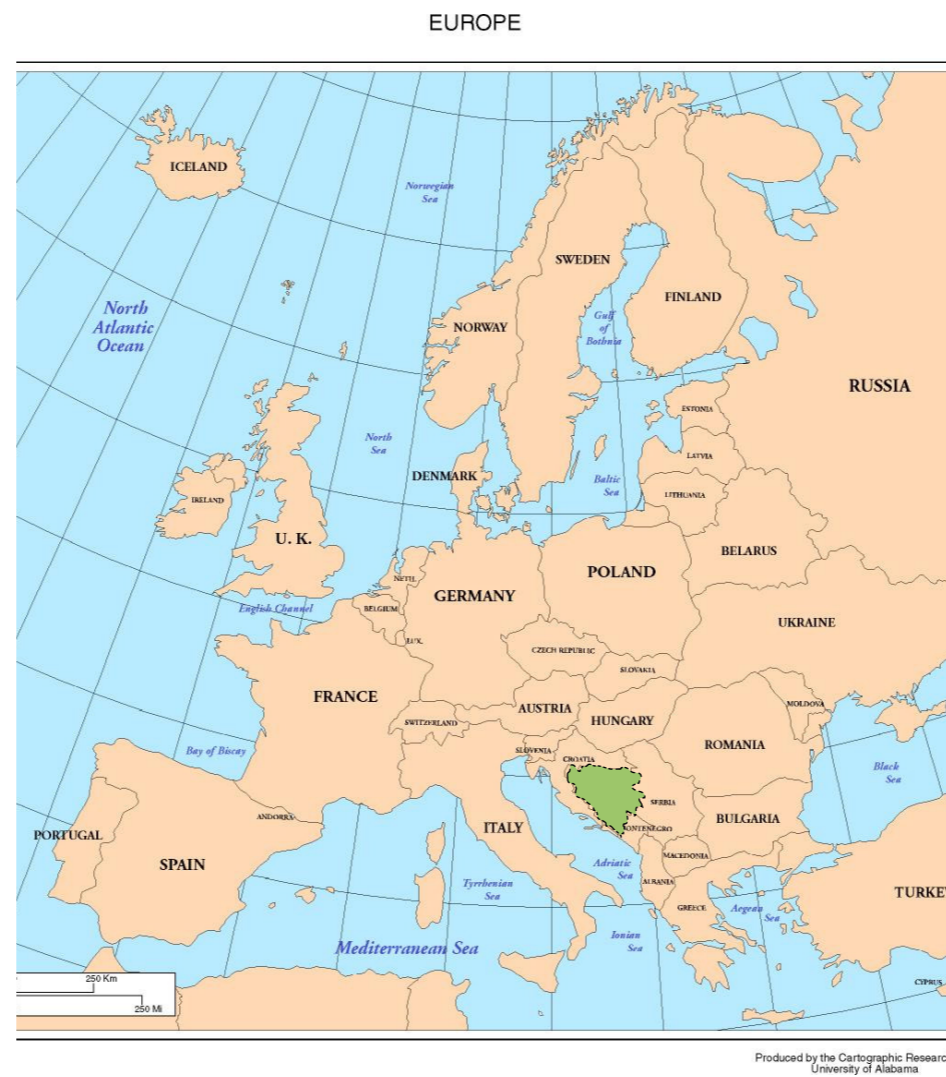 EUROPE
ICELAND
Norwegian
Sea
SWEDEN
FINLAND
North
Atlantic
Ocean
Gulf
of
Bothnia
NORWAY
RUSSIA
ESTONIA
North
Sea
LATVIA
DENMARK
Baltic
Sea
LITHUANIA
IRELAND
U. K.
BELARUS
NETH.
POLAND
GERMANY
English Channel
BELGIUM
UKRAINE
LUX.
CZECH REPUBLIC
SLOVAKIA
FRANCE
AUSTRIA
MOLDOVA
SWITZERLAND
HUNGARY
ROMANIA
Bay of Biscay
SLOVENIA
CROATIA
Black
Sea
SERBIA
ANDORRA
BULGARIA
PORTUGAL
ITALY
ONTENEGRO
MACEDONIA
SPAIN
Adriatic
Sea
ALBANIA
Tyrrhenian
Sea
TURKE
GREECE
Aegean
Sea
Ionian
Sea
Mediterranean Sea
250 Km
CYPRUS
250 Mi
Produced by the Cartographic Researc
University of Alabama